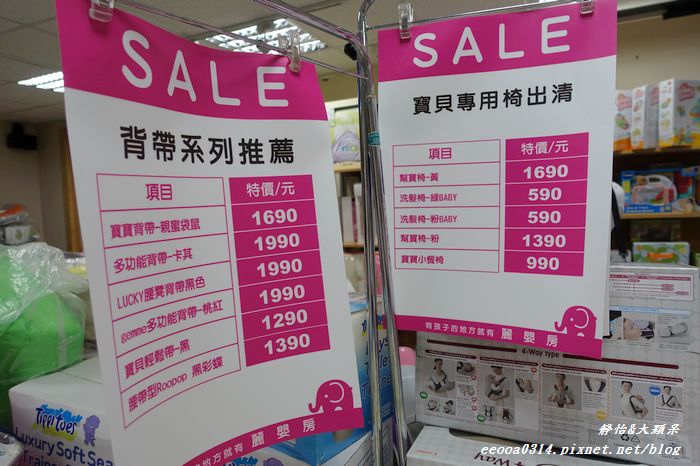 SALE
背帶系列推薦
項目 特價/元
寶寶背帶-親蜜袋鼠 1690
多功能背帶-卡其 1990
LUCKY腰凳背帶黑色 1990
gemme多功能背帶-桃紅 1990
寶貝輕鬆帶-黑 1290
腰帶型Roopop 黑彩蝶 1390
地方就有 麗嬰房
SALE
寶貝專用椅出清
項目 特價/元
幫寶椅-黃 1690
洗髮椅-綠BABY 590
洗髮椅-粉BABY 590
幫寶椅-粉 1390
寶寶小餐椅 990
有孩子的地方就有 麗嬰房
4-Way type
Tippitoes
Luxury Soft Sea
靜怡&大顆呆
eeooa0314.pixnet.net/blog